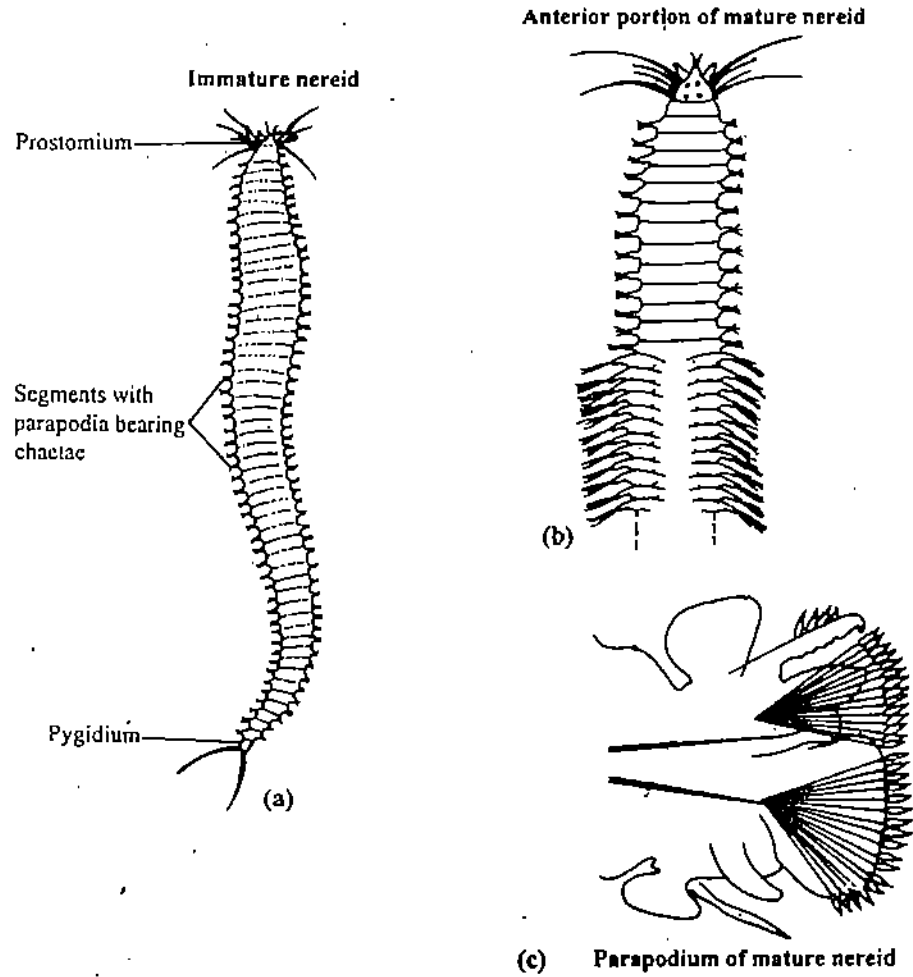 Immature nereid
Prostomium
Segments with
parapodia bearing
chaetae
Pygidium
(a)
Anterior portion of mature nereid
(b)
(c) Parapodium of mature nereid